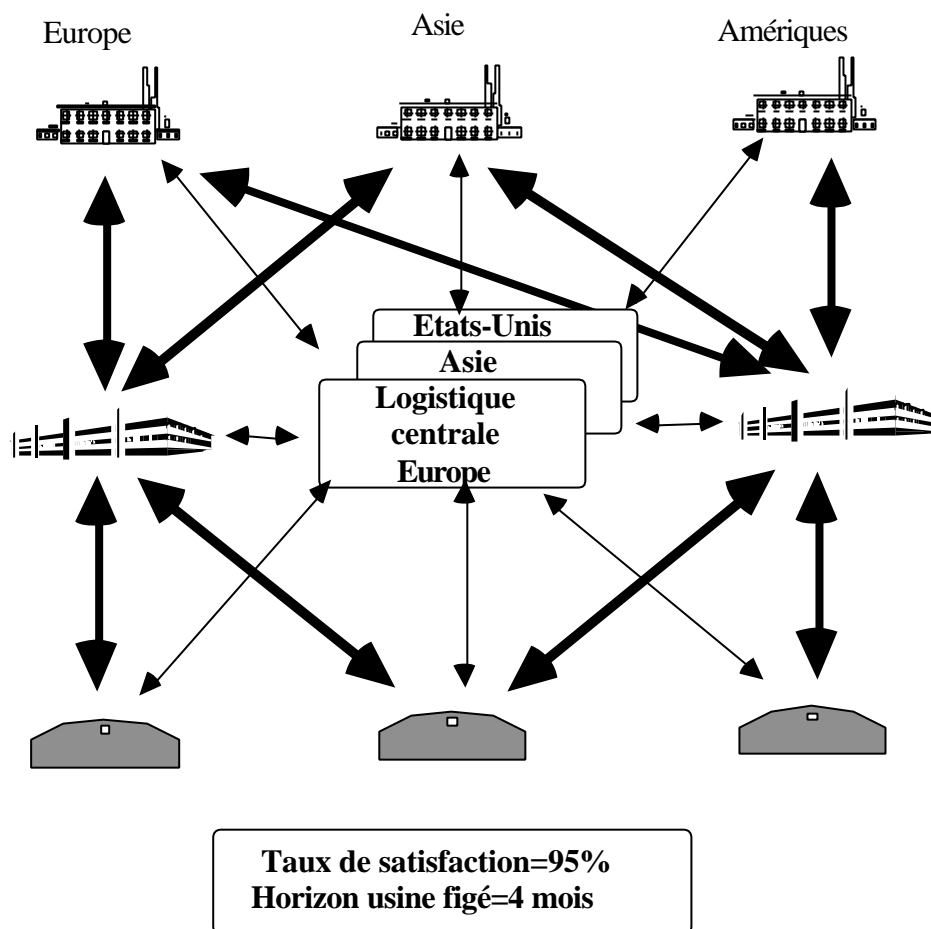 Europe
Asie
Amériques
Etats-Unis
Asie
Logistique
centrale
Europe
Taux de satisfaction=95%
Horizon usine figé=4 mois